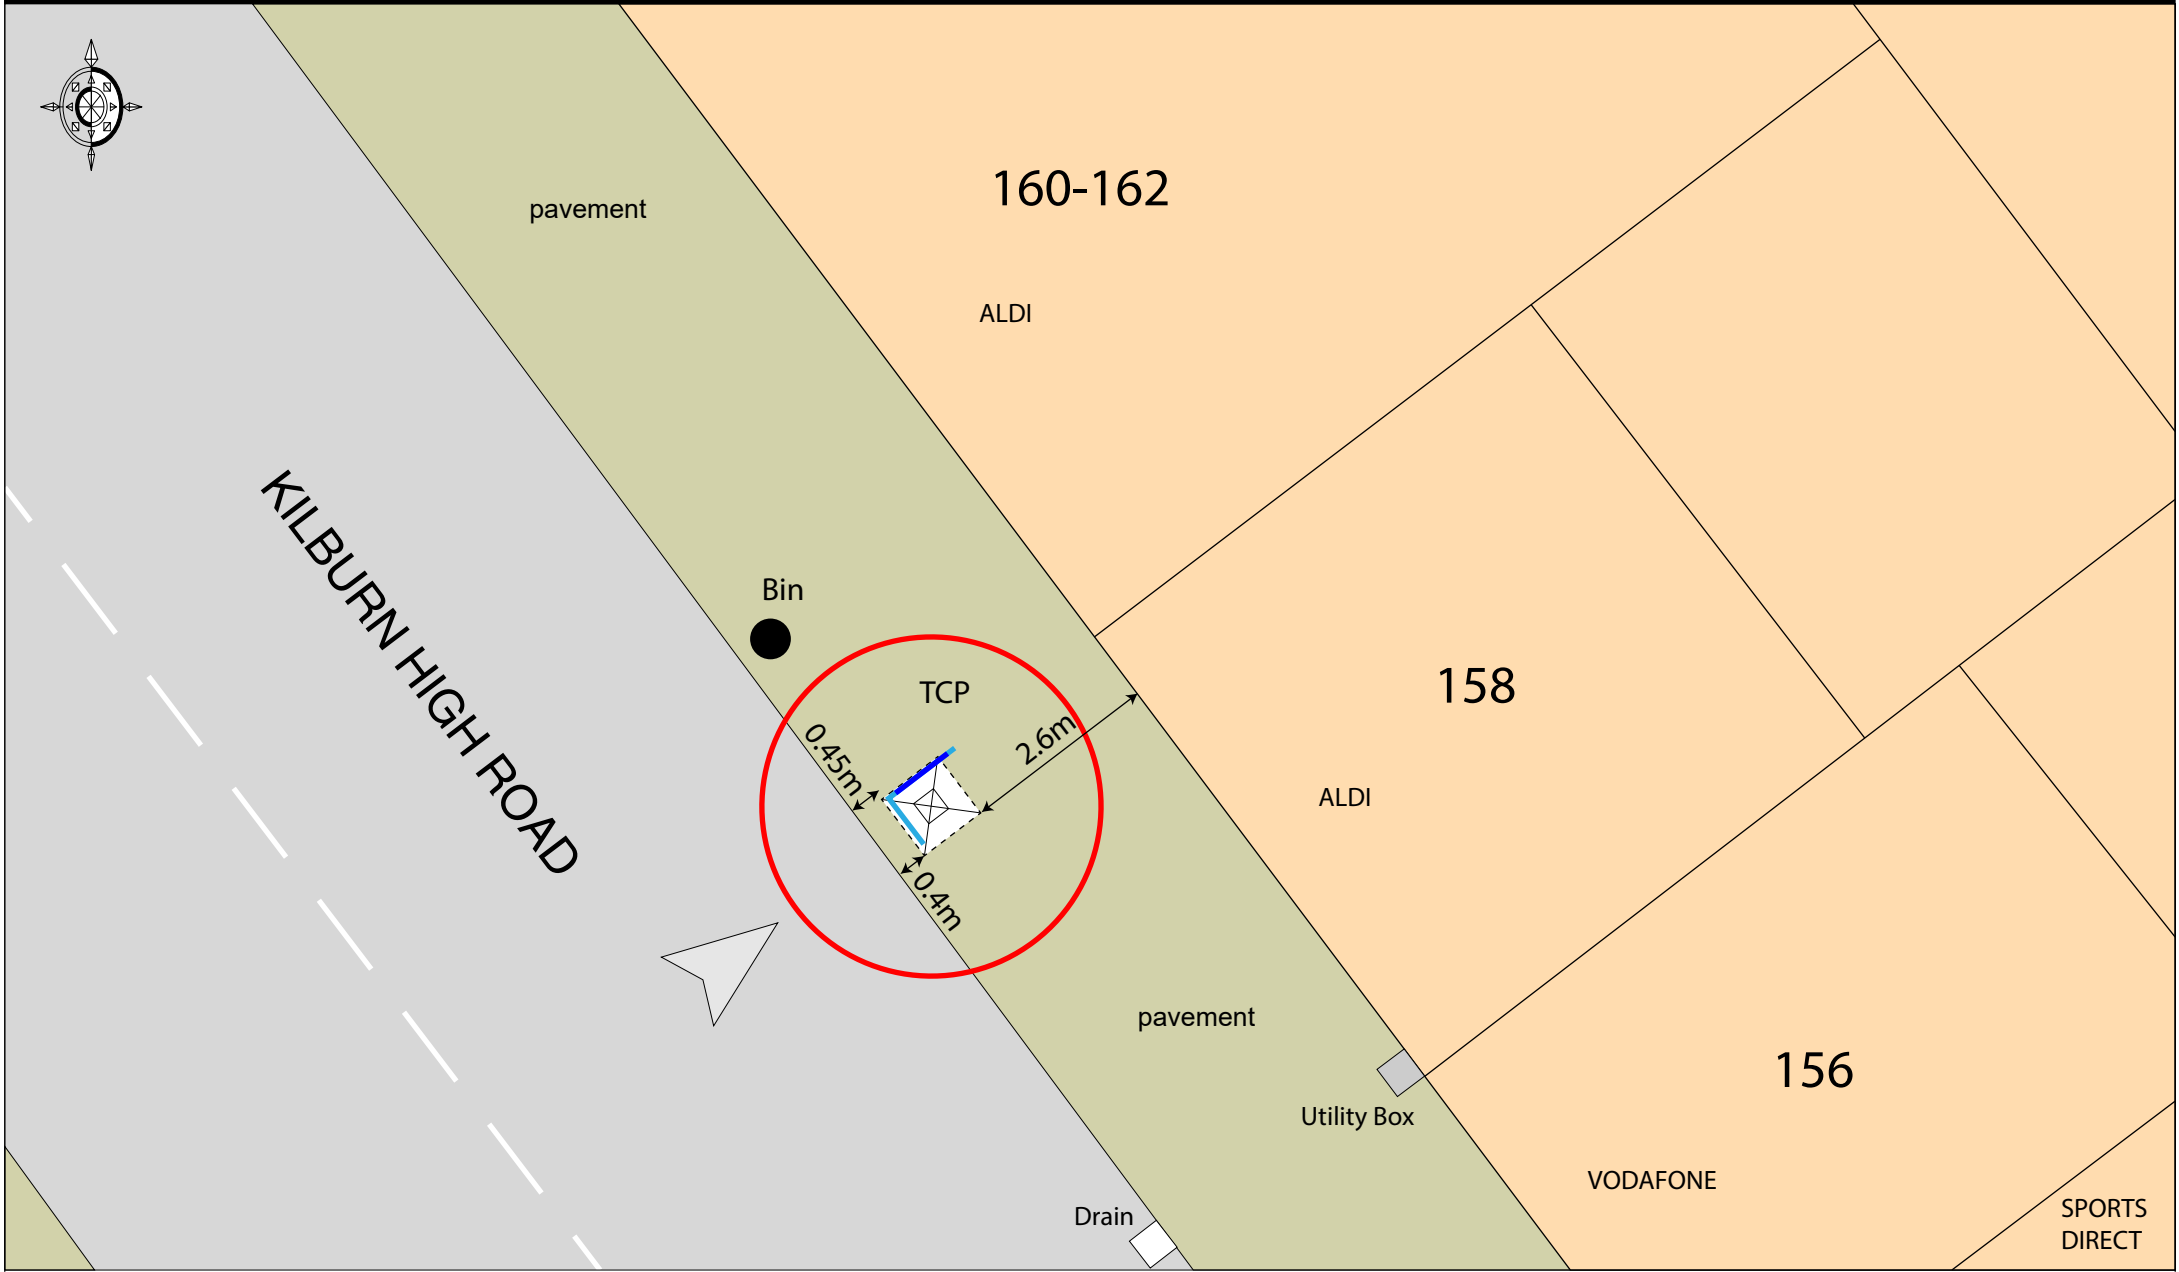 160-162
pavement
ALDI
KILBURN HIGH ROAD
Bin
TCP
158
0.45m
2.6m
ALDI
0.4m
pavement
156
Utility Box
VODAFONE
Drain
SPORTS
DIRECT